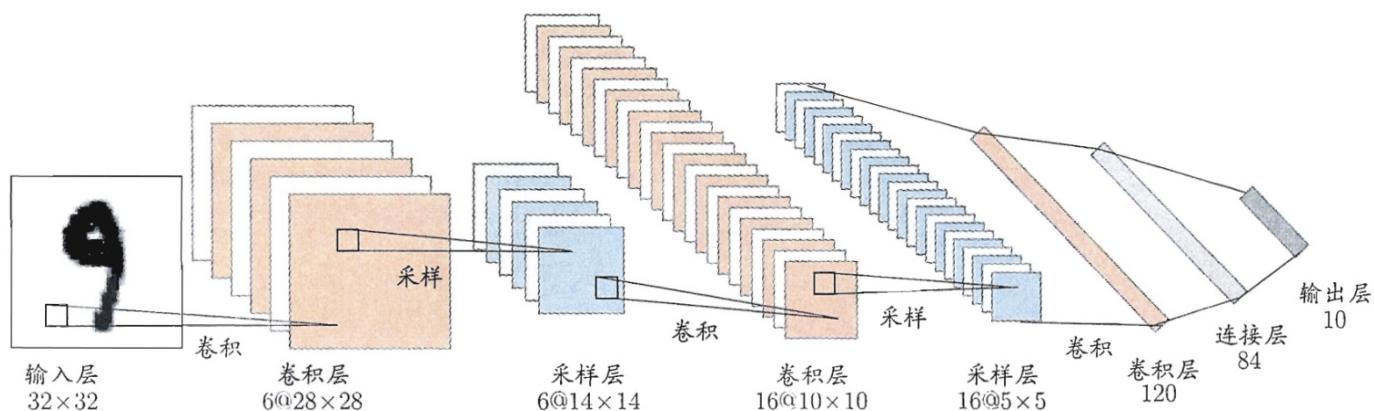 采样
卷积
卷积
采样
卷积
输入层
32×32
卷积层
6@28×28
采样层
6@14×14
卷积层
16@10×10
采样层
16@5×5
卷积层
120
连接层
84
输出层
10
9